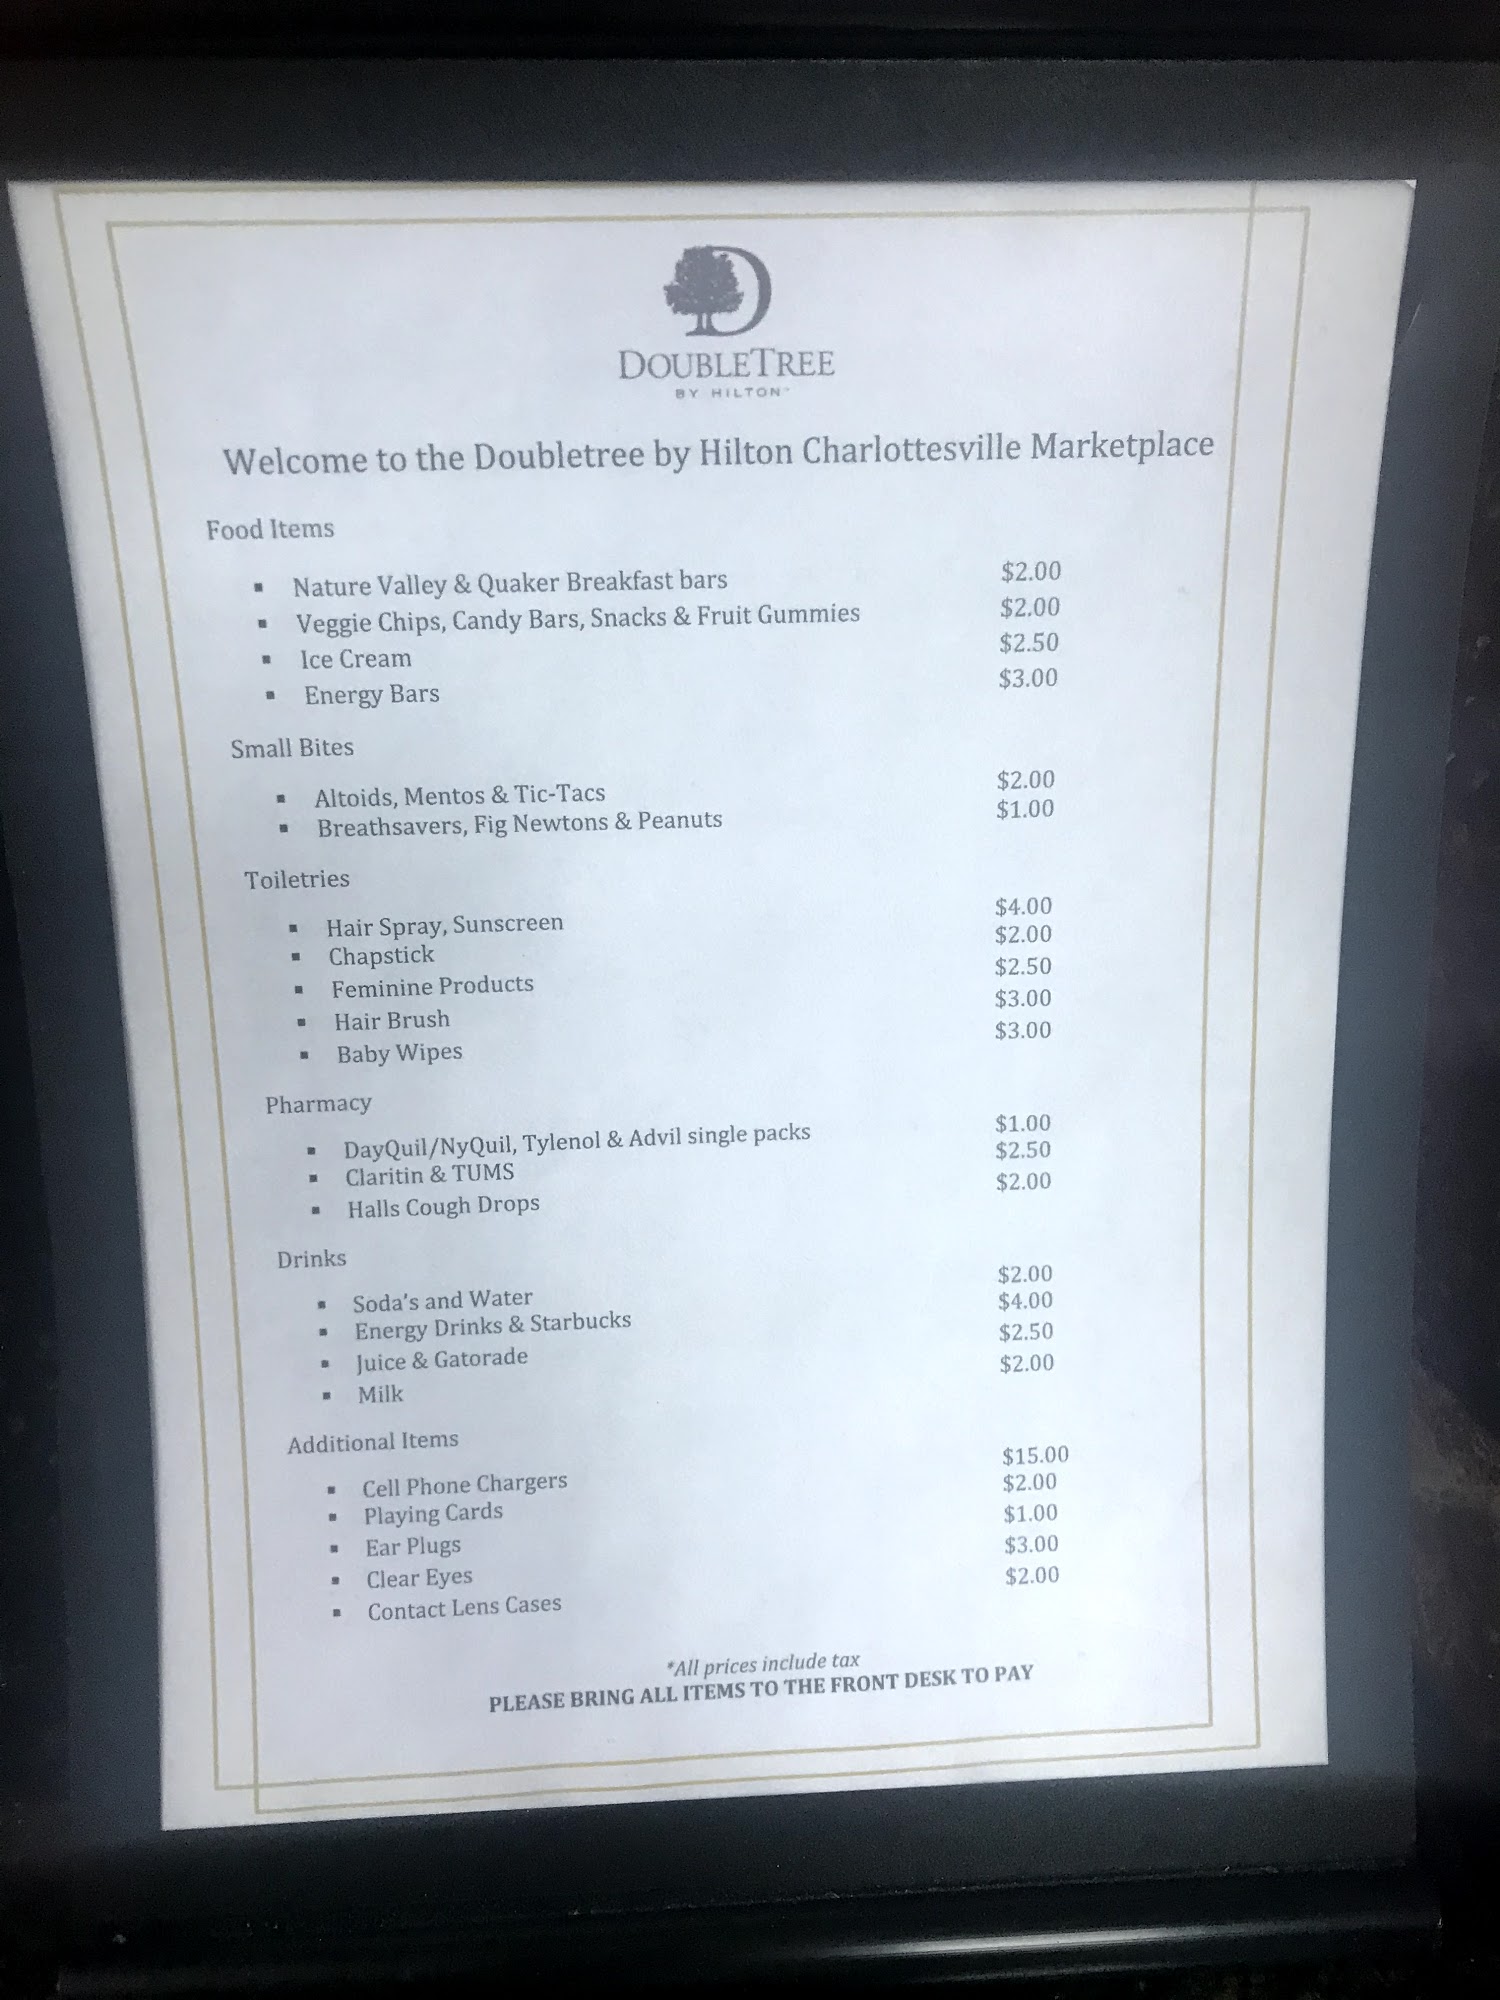 D
DOUBLETREE
BY HILTON™
Welcome to the Doubletree by Hilton Charlottesville Marketplace
Food Items
▪ Nature Valley & Quaker Breakfast bars $2.00
▪ Veggie Chips, Candy Bars, Snacks & Fruit Gummies $2.00
▪ Ice Cream $2.50
▪ Energy Bars $3.00
Small Bites
▪ Altoids, Mentos & Tic-Tacs $2.00
▪ Breathsavers, Fig Newtons & Peanuts $1.00
Toiletries
▪ Hair Spray, Sunscreen $4.00
▪ Chapstick $2.00
▪ Feminine Products $2.50
▪ Hair Brush $3.00
▪ Baby Wipes $3.00
Pharmacy
▪ DayQuil/NyQuil, Tylenol & Advil single packs $1.00
▪ Claritin & TUMS $2.50
▪ Halls Cough Drops $2.00
Drinks
▪ Soda's and Water $2.00
▪ Energy Drinks & Starbucks $4.00
▪ Juice & Gatorade $2.50
▪ Milk $2.00
Additional Items
▪ Cell Phone Chargers $15.00
▪ Playing Cards $2.00
▪ Ear Plugs $1.00
▪ Clear Eyes $3.00
▪ Contact Lens Cases $2.00
*All prices include tax
PLEASE BRING ALL ITEMS TO THE FRONT DESK TO PAY